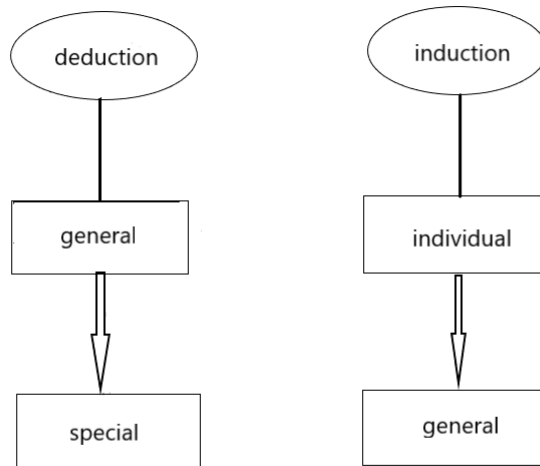 deduction
general
special
induction
individual
general